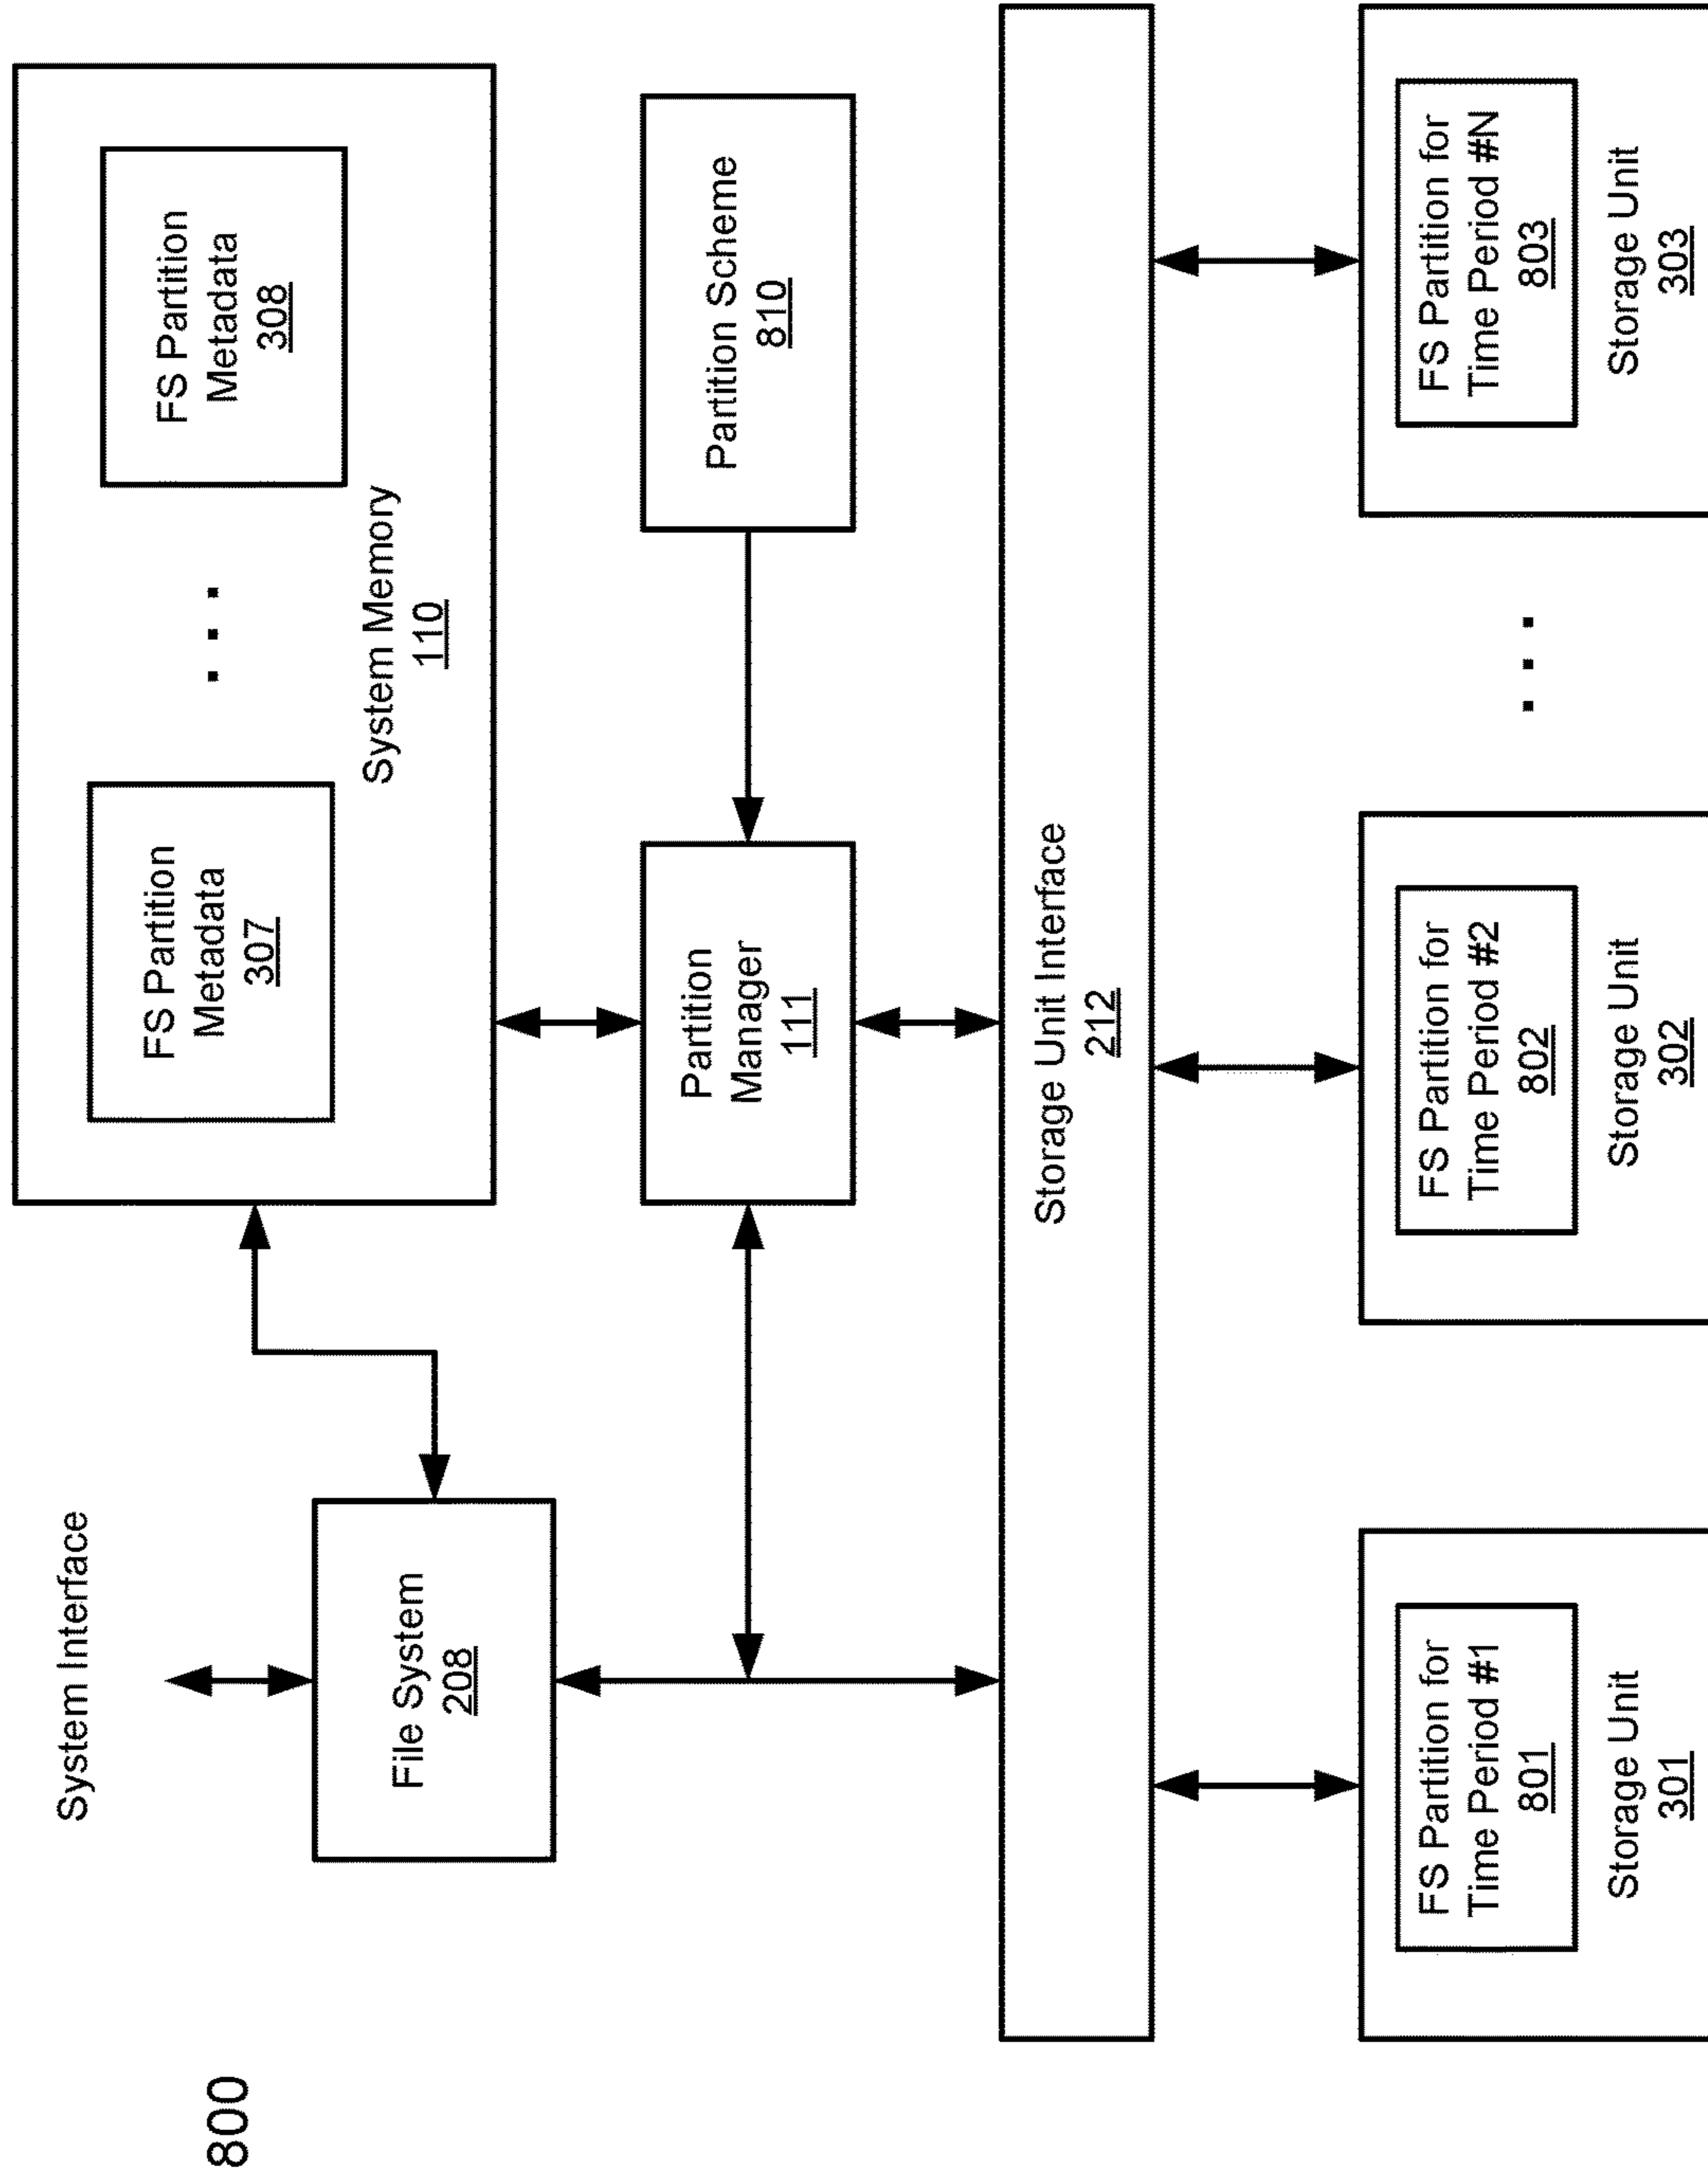 800
System Interface
File System
208
FS Partition
Metadata
307
. . .
FS Partition
Metadata
308
System Memory
110
Partition
Manager
111
Partition Scheme
810
Storage Unit Interface
212
FS Partition for
Time Period #1
801
Storage Unit
301
FS Partition for
Time Period #2
802
Storage Unit
302
. . .
FS Partition for
Time Period #N
803
Storage Unit
303